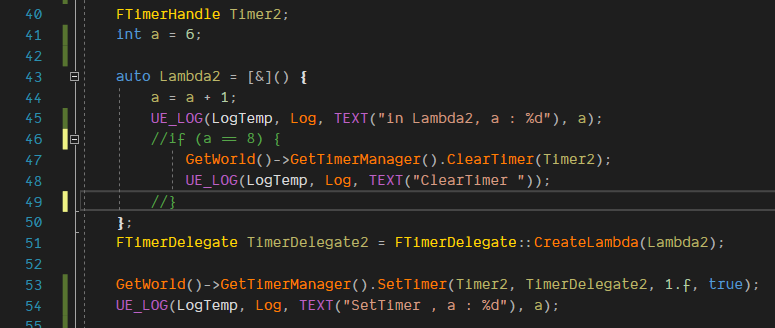 40 FTimerHandle Timer2;
41 int a = 6;
42
43 auto Lambda2 = [&]() {
44 a = a + 1;
45 UE_LOG(LogTemp, Log, TEXT("in Lambda2, a : %d"), a);
46 //if (a == 8) {
47 GetWorld()->GetTimerManager().ClearTimer(Timer2);
48 UE_LOG(LogTemp, Log, TEXT("ClearTimer "));
49 //}
50 };
51 FTimerDelegate TimerDelegate2 = FTimerDelegate::CreateLambda(Lambda2);
52
53 GetWorld()->GetTimerManager().SetTimer(Timer2, TimerDelegate2, 1.f, true);
54 UE_LOG(LogTemp, Log, TEXT("SetTimer , a : %d"), a);
55